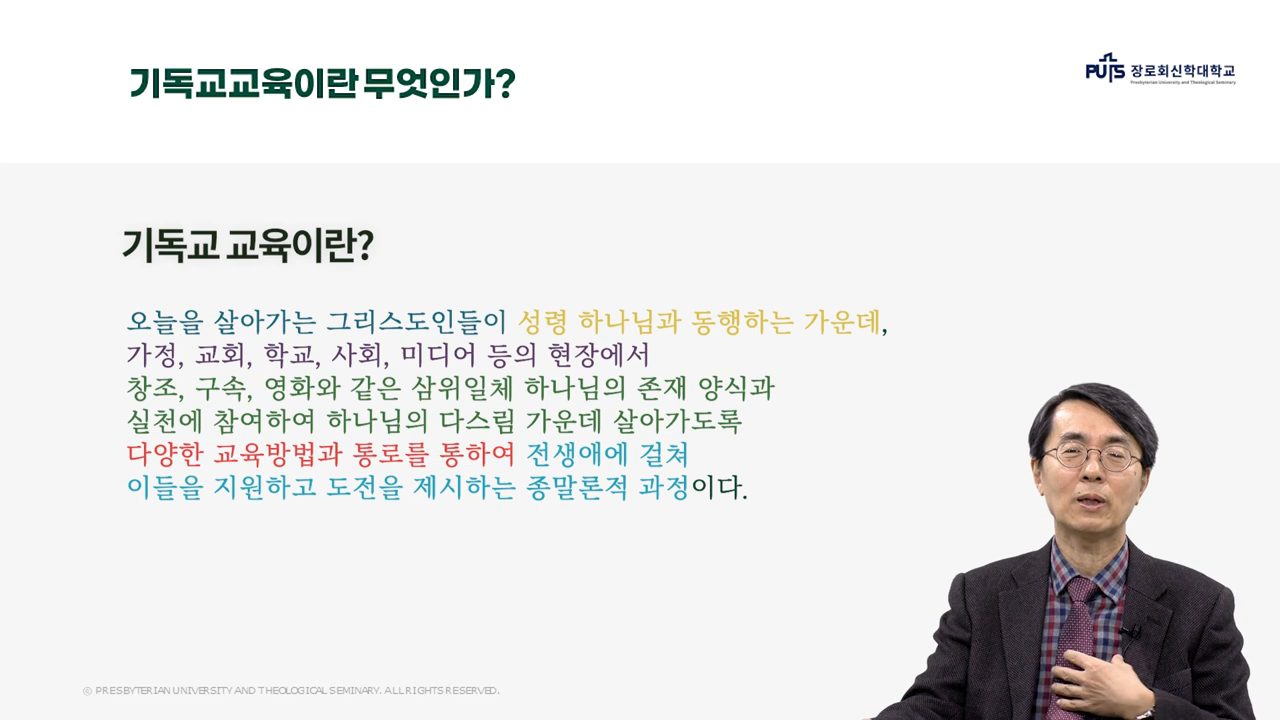 기독교교육이란 무엇인가?
PUTS 장로회신학대학교
Presbyterian University and Theological Seminary
기독교 교육이란?
오늘을 살아가는 그리스도인들이 성령 하나님과 동행하는 가운데,
가정, 교회, 학교, 사회, 미디어 등의 현장에서
창조, 구속, 영화와 같은 삼위일체 하나님의 존재 양식과
실천에 참여하여 하나님의 다스림 가운데 살아가도록
다양한 교육방법과 통로를 통하여 전생애에 걸쳐
이들을 지원하고 도전을 제시하는 종말론적 과정이다.
© PRESBYTERIAN UNIVERSITY AND THEOLOGICAL SEMINARY. ALL RIGHTS RESERVED.